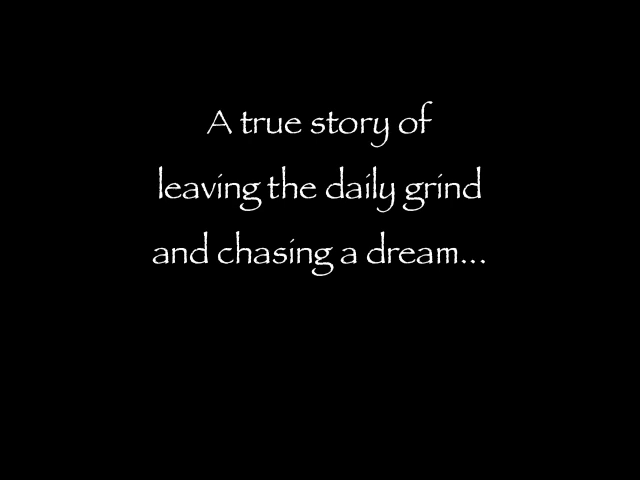 A true story of
leaving the daily grind
and chasing a dream...